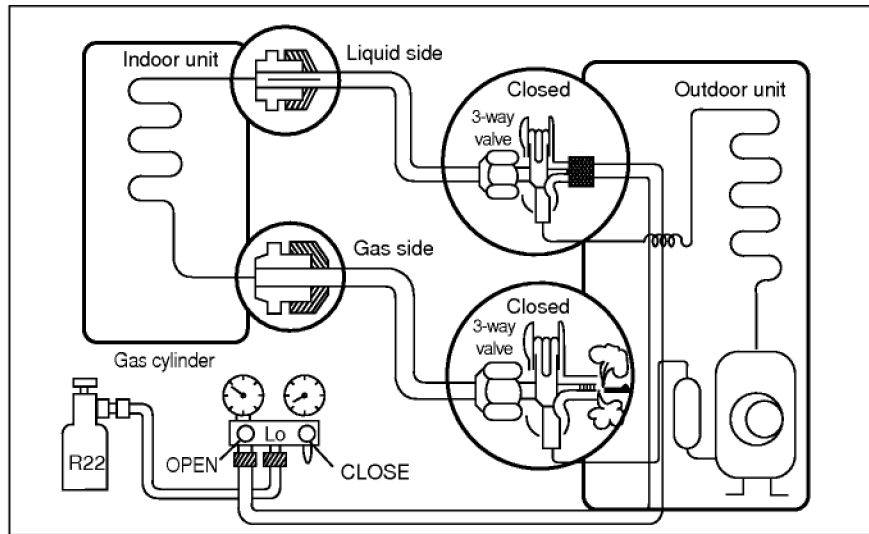 Indoor unit
Liquid side
Closed
3-way
valve
Outdoor unit
Gas side
Closed
3-way
valve
Gas cylinder
R22
Lo
OPEN
CLOSE